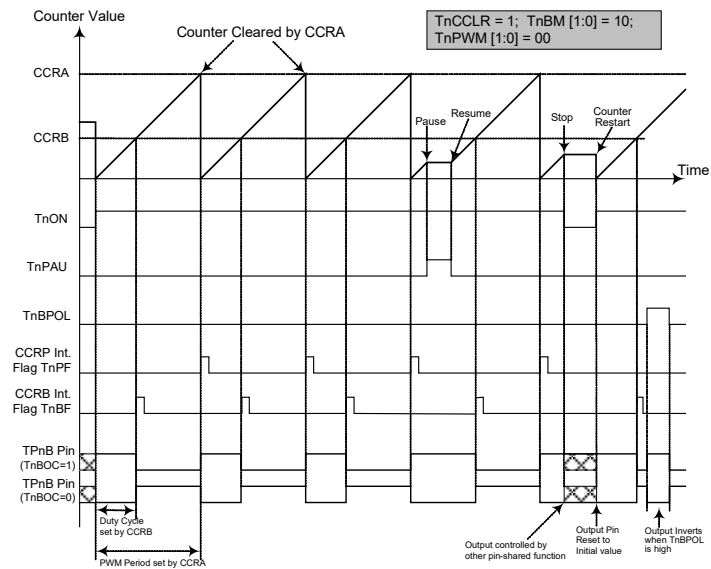 Counter Value
Counter Cleared by CCRA
TnCCLR = 1; TnBM [1:0] = 10;
TnPWM [1:0] = 00
CCRA
CCRB
Pause
Resume
Stop
Counter
Restart
Time
TnON
TnPAU
TnBPOL
CCRP Int.
Flag TnPF
CCRB Int.
Flag TnBF
TPnB Pin
(TnBOC=1)
TPnB Pin
(TnBOC=0)
Duty Cycle
set by CCRB
PWM Period set by CCRA
Output controlled by
other pin-shared function
Output Pin
Reset to
Initial value
Output Inverts
when TnBPOL
is high